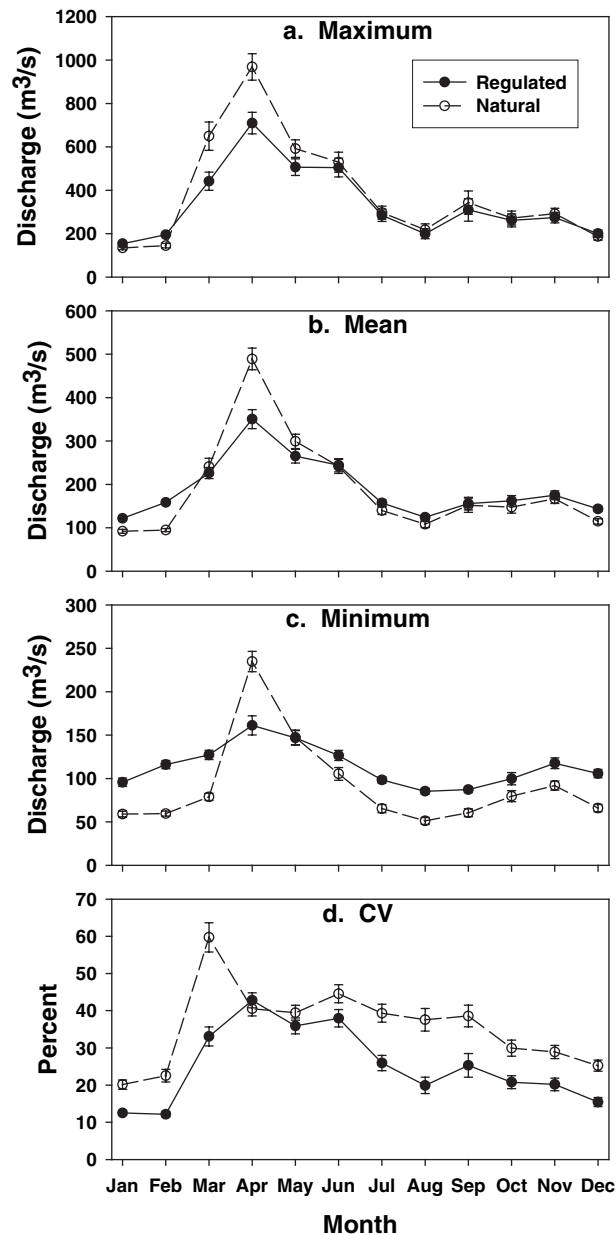 a. Maximum
Discharge (m3/s)
1200
1000
800
600
400
200
0
Regulated
Natural
b. Mean
Discharge (m3/s)
600
500
400
300
200
100
0
c. Minimum
Discharge (m3/s)
300
250
200
150
100
50
0
d. CV
Percent
70
60
50
40
30
20
10
0
Jan Feb Mar Apr May Jun Jul Aug Sep Oct Nov Dec
Month